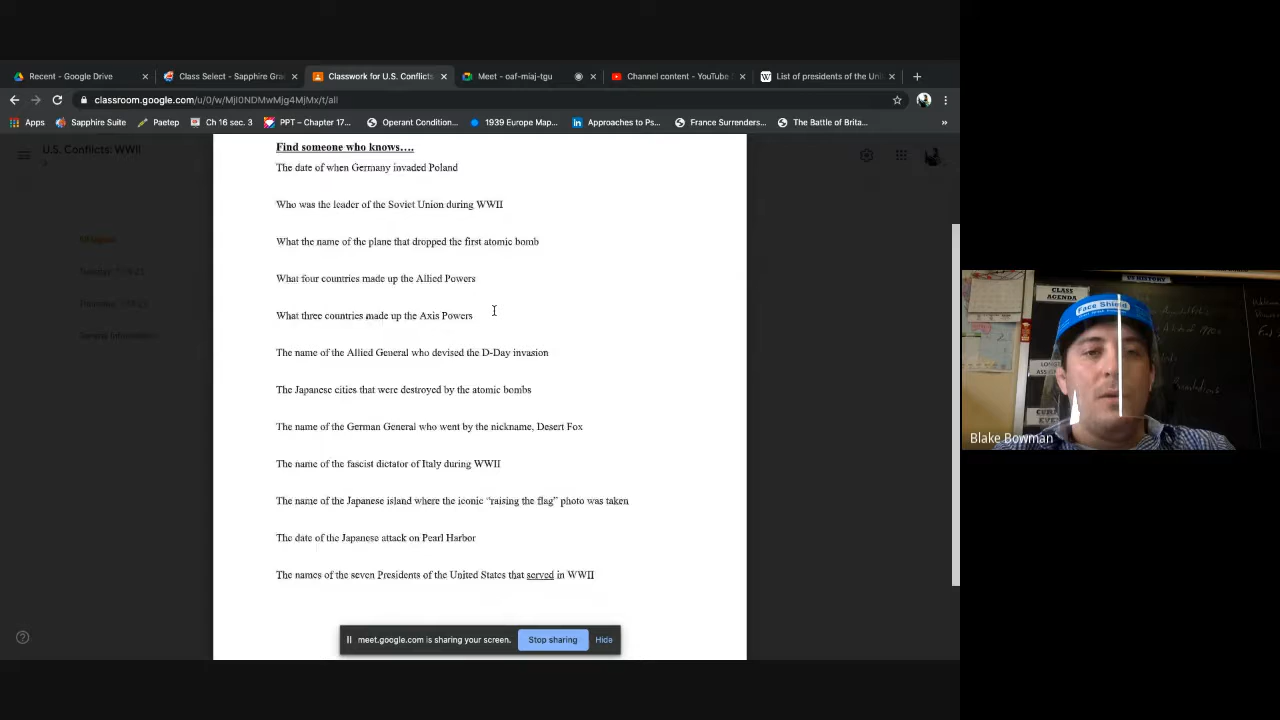 Recent - Google Drive
Class Select - Sapphire Gra
Classwork for U.S. Conflicts
Meet - oaf-miaj-tgu
Channel content - YouTube
List of presidents of the Uni
classroom.google.com/u/0/w/MjI0NDMwMjg4MjMx/t/all
Apps
Sapphire Suite
Paetep
Ch 16 sec. 3
PPT – Chapter 17...
Operant Condition...
1939 Europe Map...
Approaches to Ps...
France Surrenders...
The Battle of Brita...
»
U.S. Conflicts: WWII
Find someone who knows….
The date of when Germany invaded Poland
Who was the leader of the Soviet Union during WWII
What the name of the plane that dropped the first atomic bomb
What four countries made up the Allied Powers
What three countries made up the Axis Powers
The name of the Allied General who devised the D-Day invasion
The Japanese cities that were destroyed by the atomic bombs
The name of the German General who went by the nickname, Desert Fox
The name of the fascist dictator of Italy during WWII
The name of the Japanese island where the iconic “raising the flag” photo was taken
The date of the Japanese attack on Pearl Harbor
The names of the seven Presidents of the United States that served in WWII
meet.google.com is sharing your screen.
Stop sharing
Hide
US HISTORY
CLASS
AGENDA
Face Shield
Blake Bowman